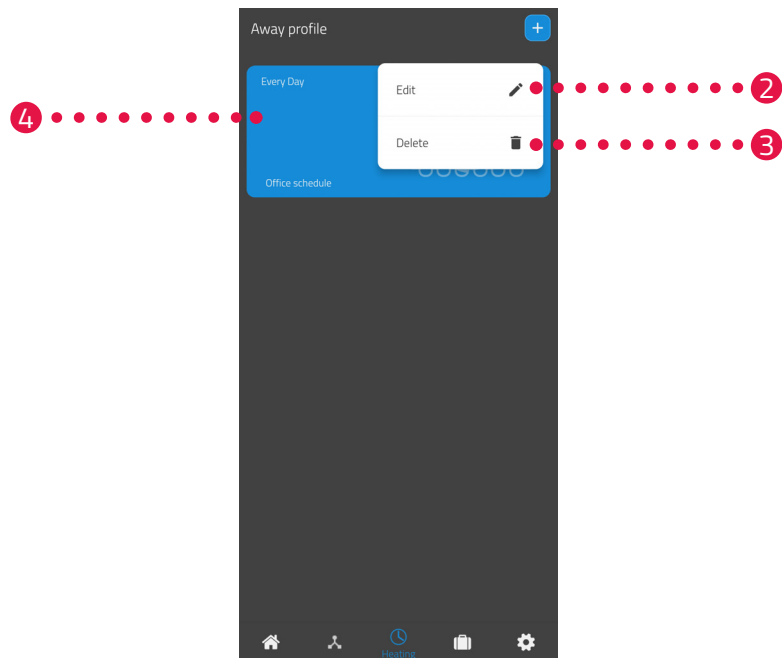 Away profile
+
Every Day
Edit
2
4
Delete
3
Office schedule
Heating